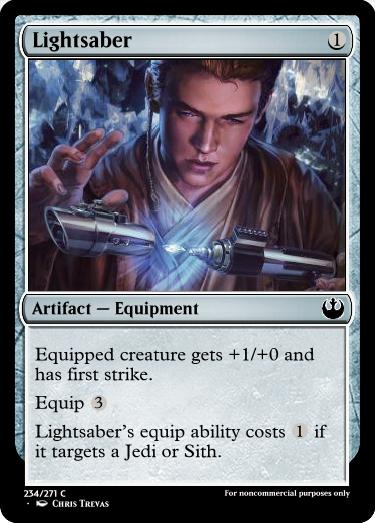 Lightsaber 1
Artifact — Equipment
Equipped creature gets +1/+0 and
has first strike.
Equip 3
Lightsaber's equip ability costs 1 if
it targets a Jedi or Sith.
234/271 C
For noncommercial purposes only
· Chris Trevas